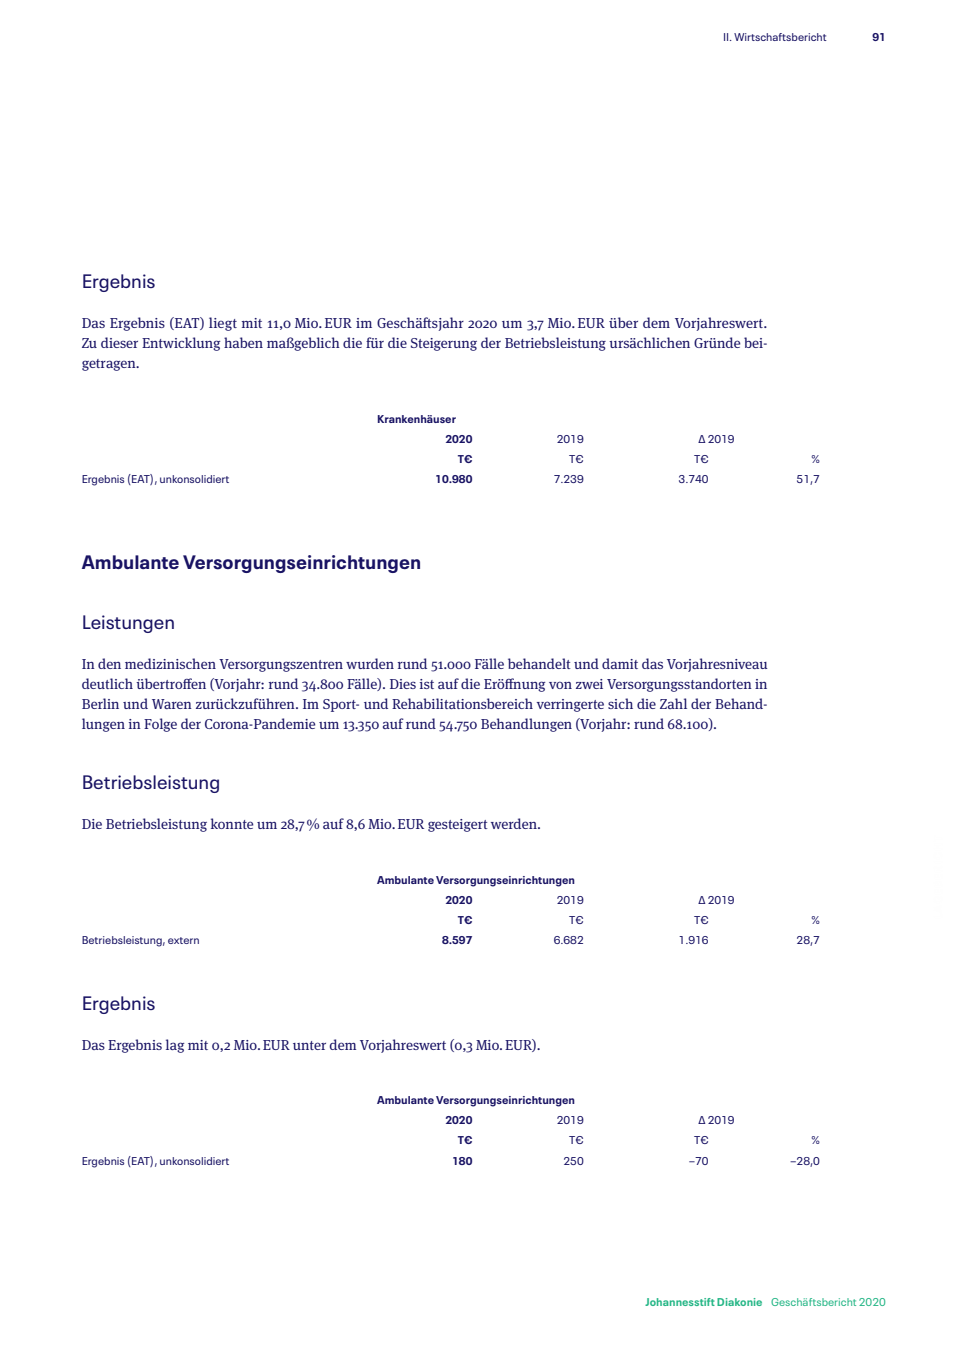 II. Wirtschaftsbericht 91
Ergebnis
Das Ergebnis (EAT) liegt mit 11,0 Mio. EUR im Geschäftsjahr 2020 um 3,7 Mio. EUR über dem Vorjahreswert.
Zu dieser Entwicklung haben maßgeblich die für die Steigerung der Betriebsleistung ursächlichen Gründe bei-
getragen.
Krankenhäuser
2020 2019 Δ 2019
T€ T€ T€ %
Ergebnis (EAT), unkonsolidiert 10.980 7.239 3.740 51,7
Ambulante Versorgungseinrichtungen
Leistungen
In den medizinischen Versorgungszentren wurden rund 51.000 Fälle behandelt und damit das Vorjahresniveau
deutlich übertroffen (Vorjahr: rund 34.800 Fälle). Dies ist auf die Eröffnung von zwei Versorgungsstandorten in
Berlin und Waren zurückzuführen. Im Sport- und Rehabilitationsbereich verringerte sich die Zahl der Behand-
lungen in Folge der Corona-Pandemie um 13.350 auf rund 54.750 Behandlungen (Vorjahr: rund 68.100).
Betriebsleistung
Die Betriebsleistung konnte um 28,7 % auf 8,6 Mio. EUR gesteigert werden.
Ambulante Versorgungseinrichtungen
2020 2019 Δ 2019
T€ T€ T€ %
Betriebsleistung, extern 8.597 6.682 1.916 28,7
Ergebnis
Das Ergebnis lag mit 0,2 Mio. EUR unter dem Vorjahreswert (0,3 Mio. EUR).
Ambulante Versorgungseinrichtungen
2020 2019 Δ 2019
T€ T€ T€ %
Ergebnis (EAT), unkonsolidiert 180 250 –70 –28,0
Johannesstift Diakonie Geschäftsbericht 2020